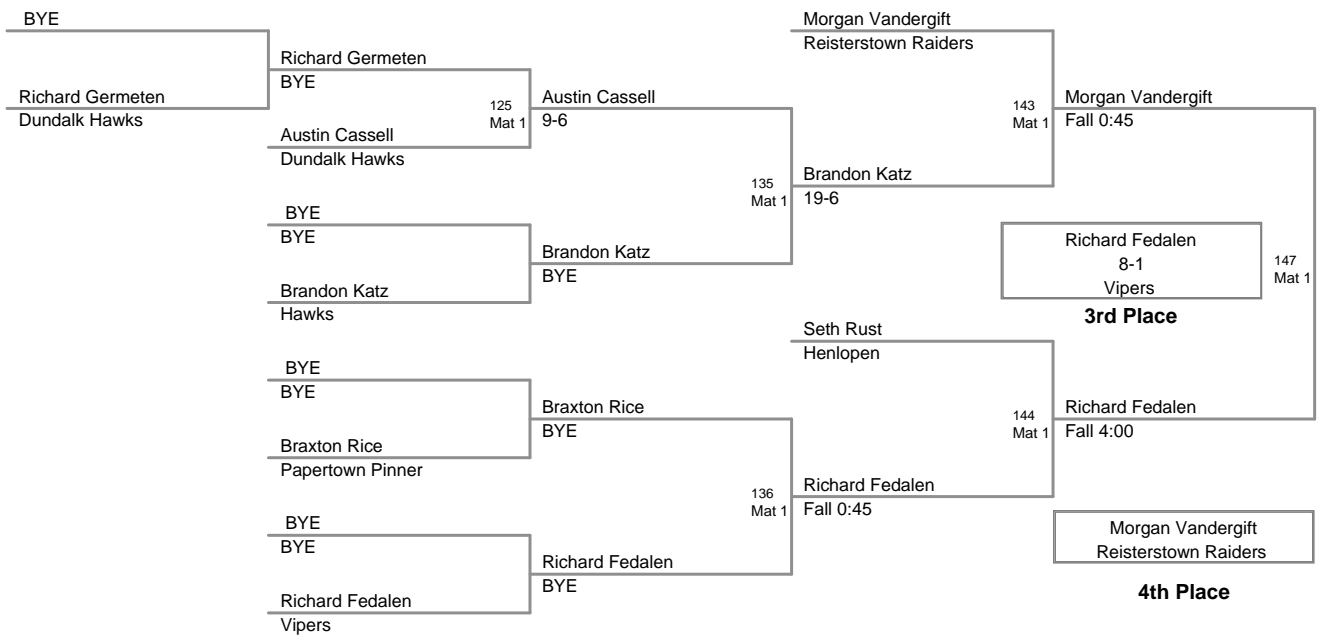 BYE
Richard Germeten
Dundalk Hawks
Richard Germeten
BYE
Austin Cassell
Dundalk Hawks
BYE
BYE
Brandon Katz
Hawks
BYE
BYE
Braxton Rice
Papertown Pinner
BYE
BYE
Richard Fedalen
Vipers
125
Mat 1
Austin Cassell
9-6
Brandon Katz
BYE
Braxton Rice
BYE
Richard Fedalen
BYE
135
Mat 1
136
Mat 1
Morgan Vandergift
Reisterstown Raiders
Brandon Katz
19-6
Seth Rust
Henlopen
Richard Fedalen
Fall 0:45
143
Mat 1
144
Mat 1
Morgan Vandergift
Fall 0:45
Richard Fedalen
8-1
Vipers
3rd Place
147
Mat 1
Richard Fedalen
Fall 4:00
Morgan Vandergift
Reisterstown Raiders
4th Place